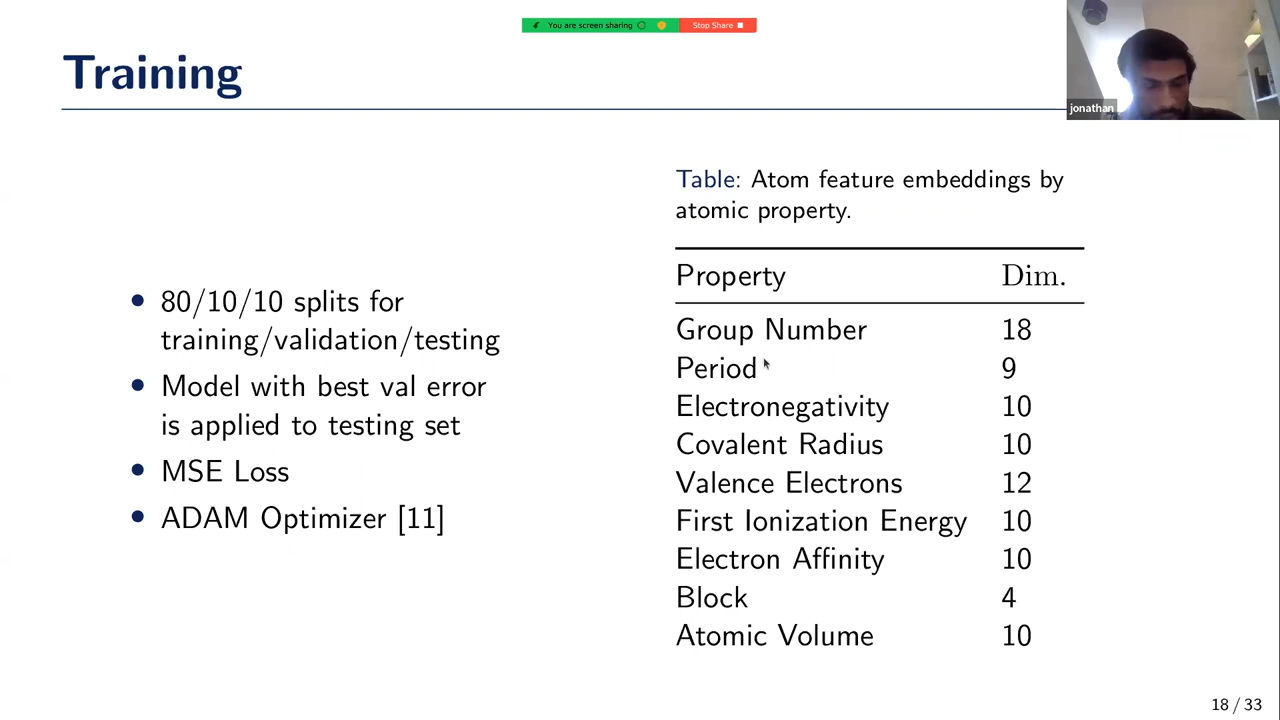 You are screen sharing
Stop Share
Training
jonathan
Table: Atom feature embeddings by
atomic property.
80/10/10 splits for
training/validation/testing
Model with best val error
is applied to testing set
MSE Loss
ADAM Optimizer [11]
Property Dim.
Group Number 18
Period 9
Electronegativity 10
Covalent Radius 10
Valence Electrons 12
First Ionization Energy 10
Electron Affinity 10
Block 4
Atomic Volume 10
18 / 33